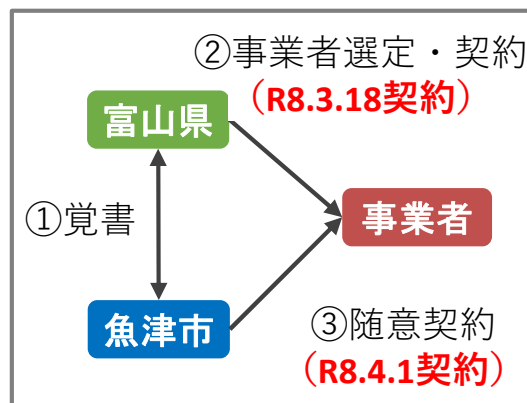 ②事業者選定・契約
（R8.3.18契約）
富山県
①覚書
事業者
魚津市
③随意契約
（R8.4.1契約）